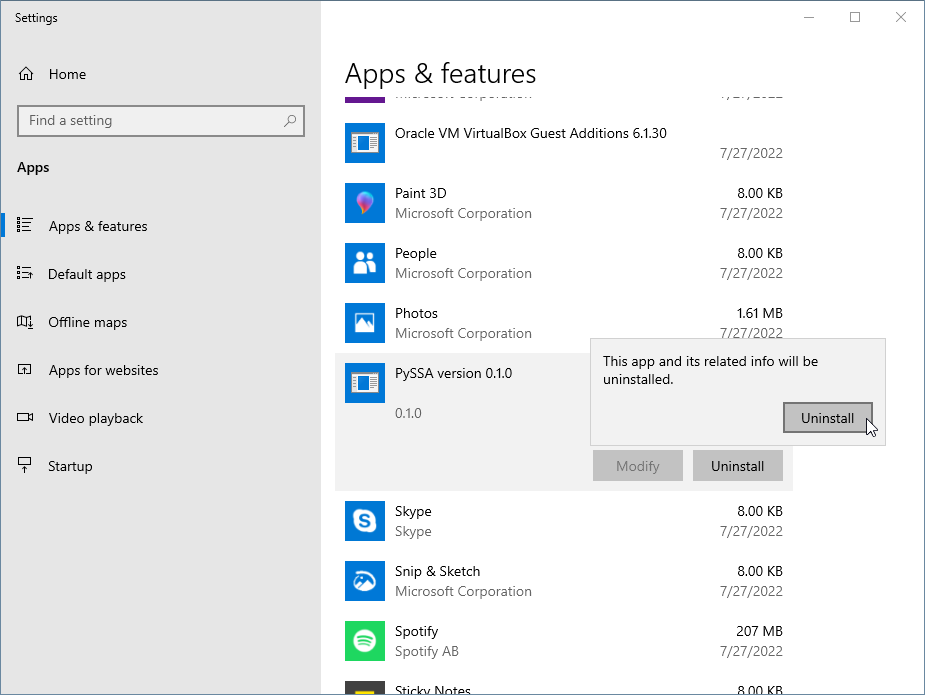 Settings
Home
Find a setting
Apps
Apps & features
Default apps
Offline maps
Apps for websites
Video playback
Startup
Apps & features
Microsoft Corporation 7/27/2022
Oracle VM VirtualBox Guest Additions 6.1.30
7/27/2022
Paint 3D 8.00 KB
Microsoft Corporation 7/27/2022
People 8.00 KB
Microsoft Corporation 7/27/2022
Photos 1.61 MB
Microsoft Corporation 7/27/2022
This app and its related info will be
uninstalled.
Uninstall
PySSA version 0.1.0
0.1.0
Modify Uninstall
Skype 8.00 KB
Skype 7/27/2022
Snip & Sketch 8.00 KB
Microsoft Corporation 7/27/2022
Spotify 207 MB
Spotify AB 7/27/2022
Sticky Notes 8.00 KB